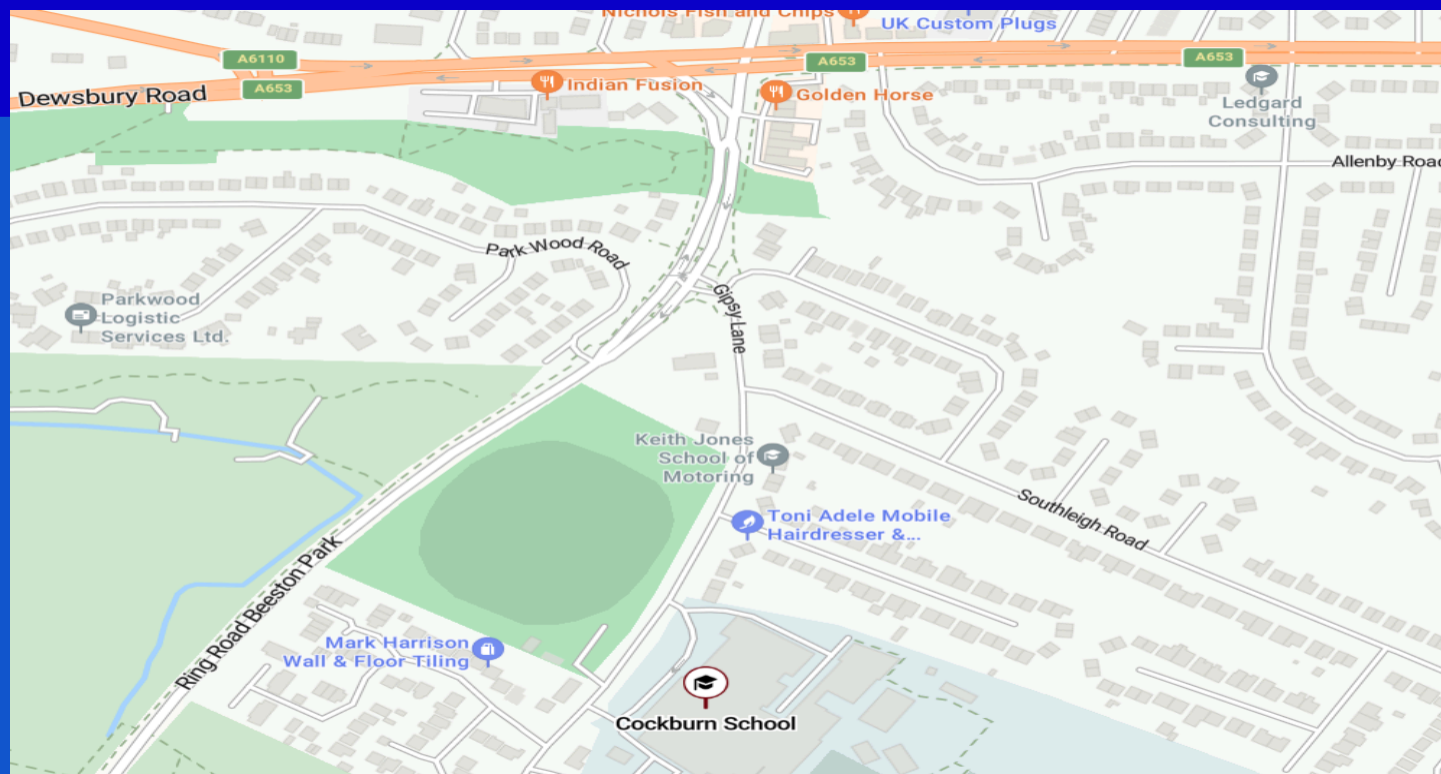 Nichols Fish and Chips
UK Custom Plugs
A6110
A653
A653
A653
Dewsbury Road
Indian Fusion
Golden Horse
Ledgard
Consulting
Allenby Road
Park Wood Road
Parkwood
Logistic
Services Ltd.
Gipsy Lane
Keith Jones
School of
Motoring
Southleigh Road
Toni Adele Mobile
Hairdresser &...
Ring Road Beeston Park
Mark Harrison
Wall & Floor Tiling
Cockburn School